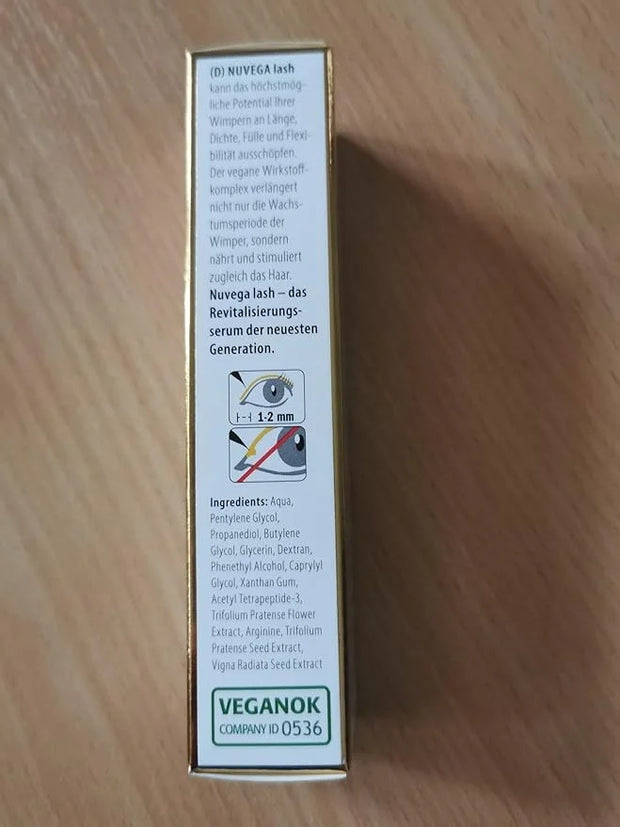 (D) NUVEGA lash
kann das höchstmög-
liche Potential Ihrer
Wimpern an Länge,
Dichte, Fülle und Flexi-
bilität ausschöpfen.
Der vegane Wirkstoff-
komplex verlängert
nicht nur die Wachs-
tumsperiode der
Wimper, sondern
nährt und stimuliert
zugleich das Haar.
Nuvega lash – das
Revitalisierungs-
serum der neuesten
Generation.
1-2 mm
Ingredients: Aqua,
Pentylene Glycol,
Propanediol, Butylene
Glycol, Glycerin, Dextran,
Phenethyl Alcohol, Caprylyl
Glycol, Xanthan Gum,
Acetyl Tetrapeptide-3,
Trifolium Pratense Flower
Extract, Arginine, Trifolium
Pratense Seed Extract,
Vigna Radiata Seed Extract
VEGANOK
COMPANY ID 0536